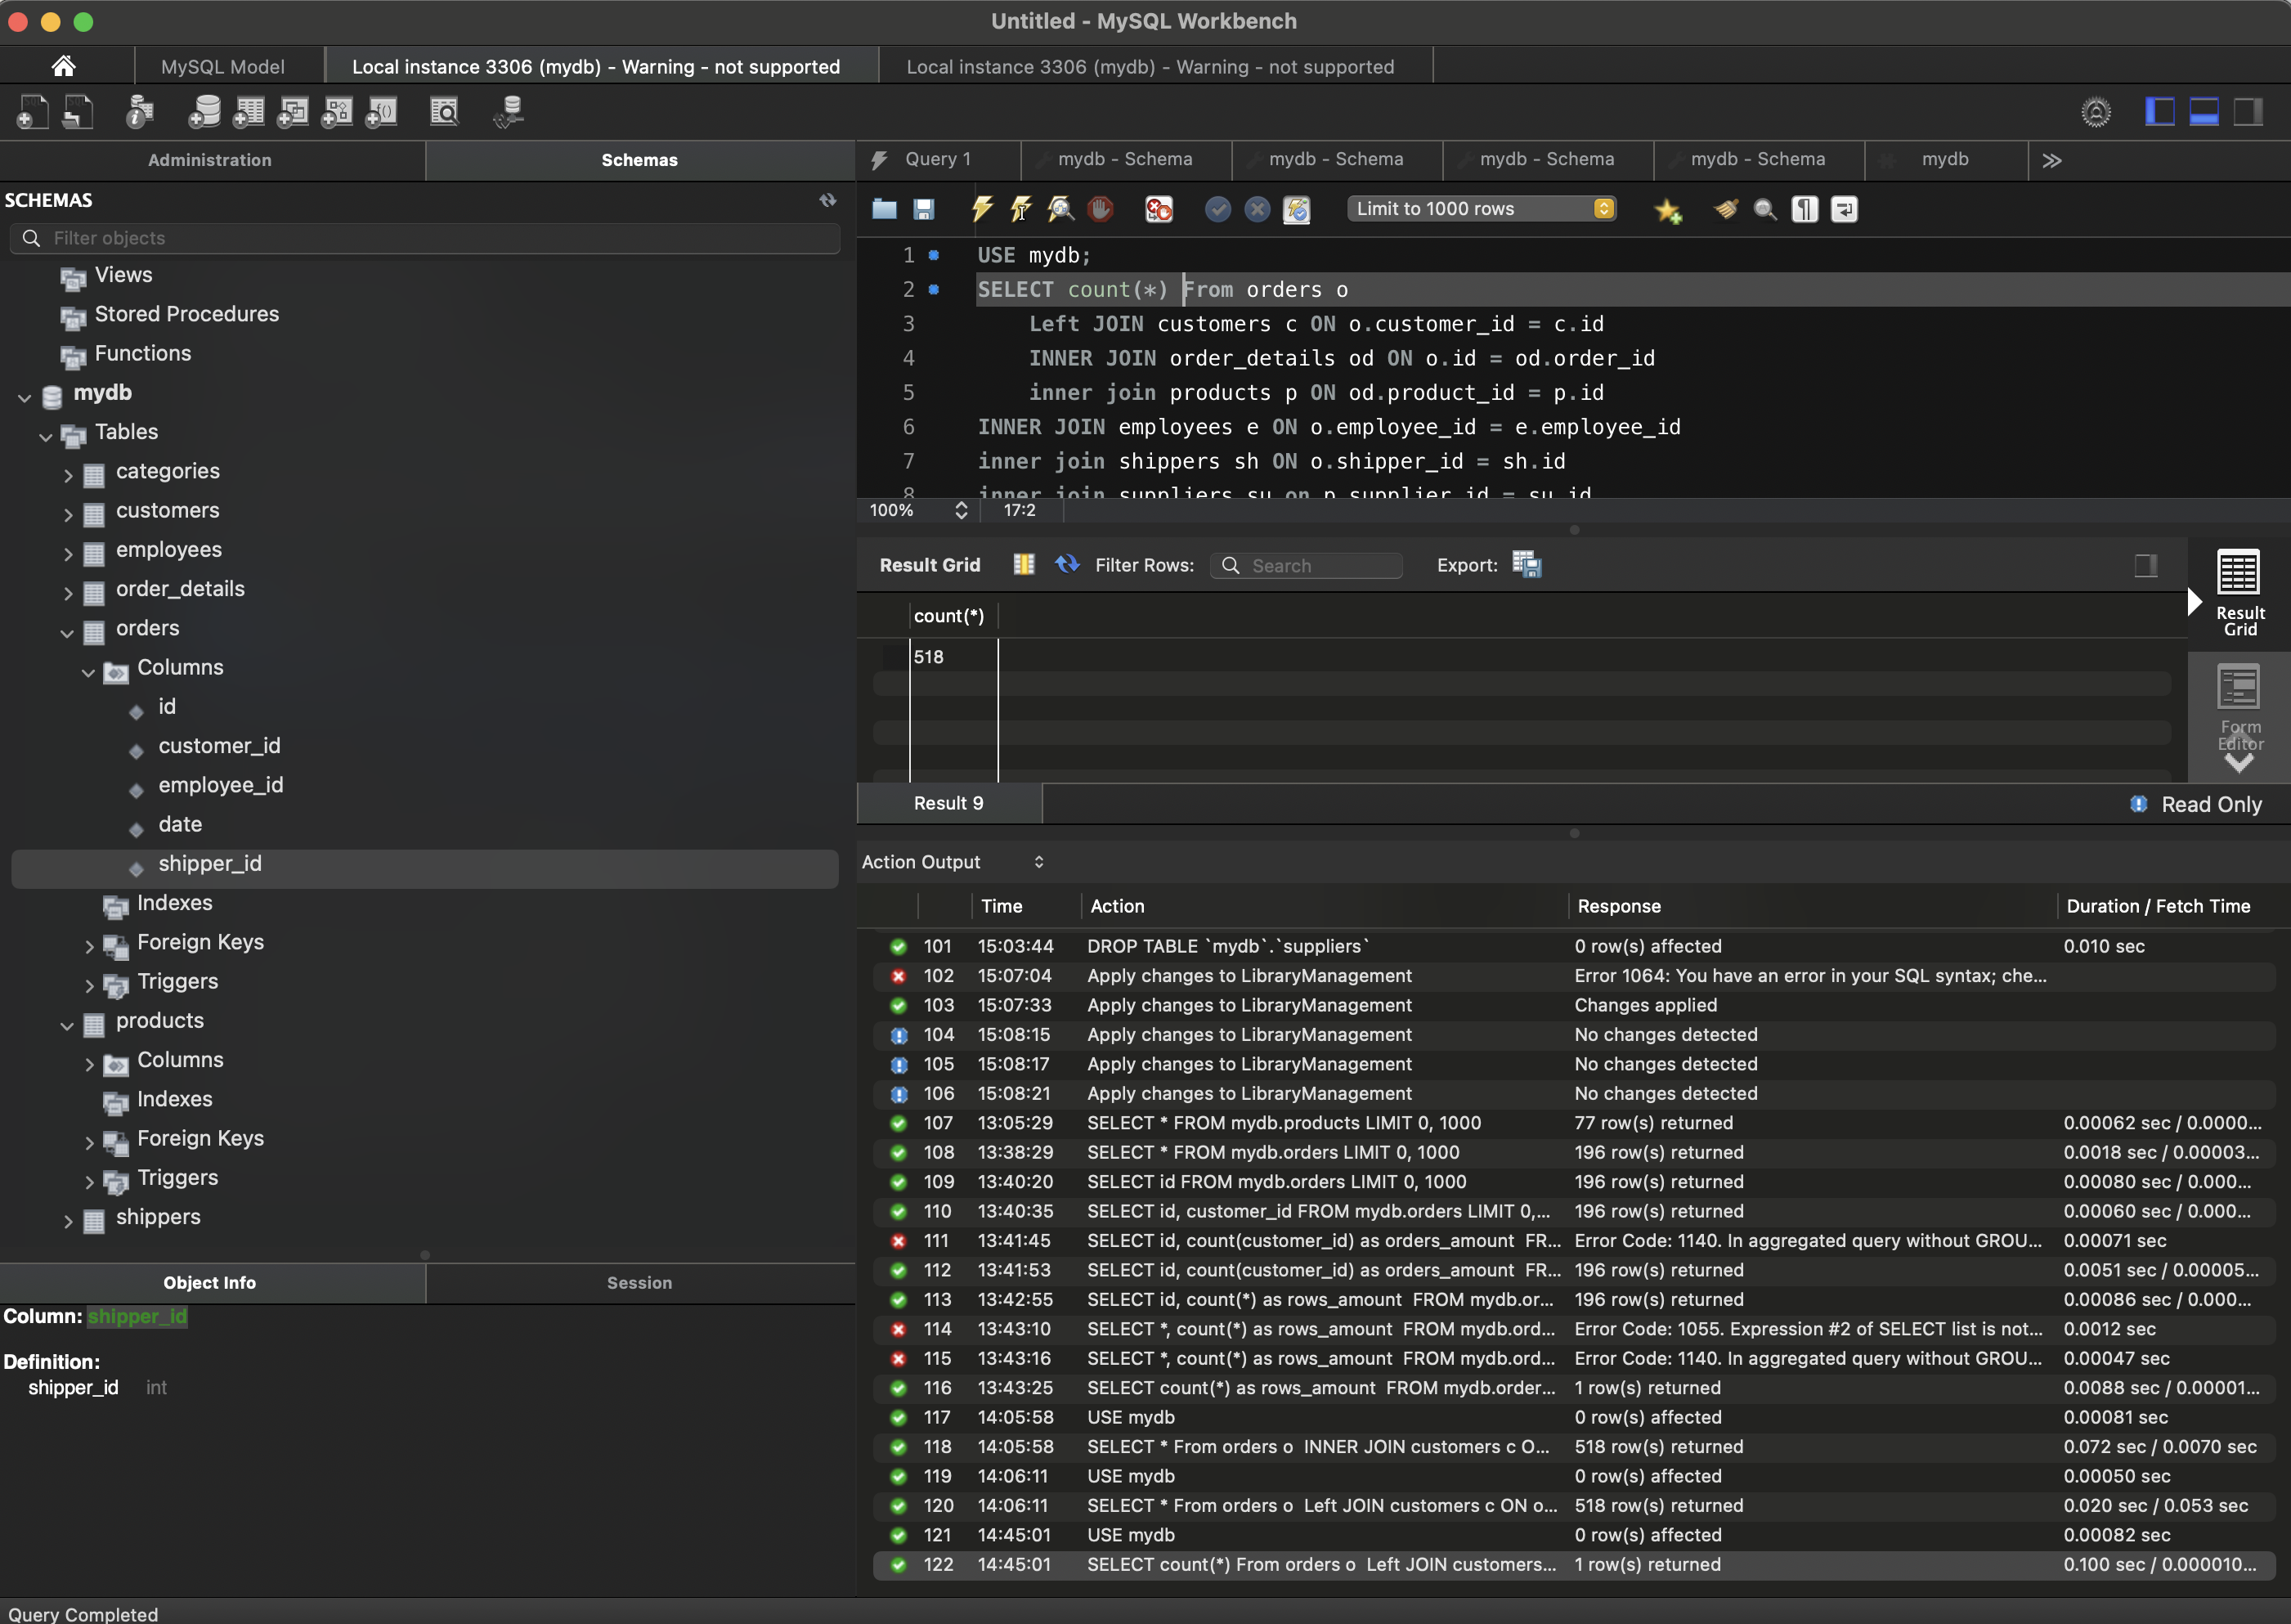 Untitled - MySQL Workbench
MySQL Model
Local instance 3306 (mydb) - Warning - not supported
Local instance 3306 (mydb) - Warning - not supported
Administration
Schemas
SCHEMAS
Filter objects
Views
Stored Procedures
Functions
mydb
Tables
categories
customers
employees
order_details
orders
Columns
id
customer_id
employee_id
date
shipper_id
Indexes
Foreign Keys
Triggers
products
Columns
Indexes
Foreign Keys
Triggers
shippers
Object Info
Session
Column: shipper_id
Definition:
shipper_id int
Query 1
mydb - Schema
mydb - Schema
mydb - Schema
mydb - Schema
mydb
Limit to 1000 rows
1 USE mydb;
2 SELECT count(*) From orders o
3 Left JOIN customers c ON o.customer_id = c.id
4 INNER JOIN order_details od ON o.id = od.order_id
5 inner join products p ON od.product_id = p.id
6 INNER JOIN employees e ON o.employee_id = e.employee_id
7 inner join shippers sh ON o.shipper_id = sh.id
8 inner join suppliers su on p.supplier_id = su.id
100% 17:2
Result Grid Filter Rows: Search Export:
count(*)
518
Result Grid
Form Editor
Result 9
Read Only
Action Output
Time Action Response Duration / Fetch Time
101 15:03:44 DROP TABLE `mydb`.`suppliers` 0 row(s) affected 0.010 sec
102 15:07:04 Apply changes to LibraryManagement Error 1064: You have an error in your SQL syntax; che...
103 15:07:33 Apply changes to LibraryManagement Changes applied
104 15:08:15 Apply changes to LibraryManagement No changes detected
105 15:08:17 Apply changes to LibraryManagement No changes detected
106 15:08:21 Apply changes to LibraryManagement No changes detected
107 13:05:29 SELECT * FROM mydb.products LIMIT 0, 1000 77 row(s) returned 0.00062 sec / 0.0000...
108 13:38:29 SELECT * FROM mydb.orders LIMIT 0, 1000 196 row(s) returned 0.0018 sec / 0.00003...
109 13:40:20 SELECT id FROM mydb.orders LIMIT 0, 1000 196 row(s) returned 0.00080 sec / 0.000...
110 13:40:35 SELECT id, customer_id FROM mydb.orders LIMIT 0,... 196 row(s) returned 0.00060 sec / 0.000...
111 13:41:45 SELECT id, count(customer_id) as orders_amount FR... Error Code: 1140. In aggregated query without GROU... 0.00071 sec
112 13:41:53 SELECT id, count(customer_id) as orders_amount FR... 196 row(s) returned 0.0051 sec / 0.00005...
113 13:42:55 SELECT id, count(*) as rows_amount FROM mydb.or... 196 row(s) returned 0.00086 sec / 0.000...
114 13:43:10 SELECT *, count(*) as rows_amount FROM mydb.ord... Error Code: 1055. Expression #2 of SELECT list is not... 0.0012 sec
115 13:43:16 SELECT *, count(*) as rows_amount FROM mydb.ord... Error Code: 1140. In aggregated query without GROU... 0.00047 sec
116 13:43:25 SELECT count(*) as rows_amount FROM mydb.order... 1 row(s) returned 0.0088 sec / 0.00001...
117 14:05:58 USE mydb 0 row(s) affected 0.00081 sec
118 14:05:58 SELECT * From orders o INNER JOIN customers c O... 518 row(s) returned 0.072 sec / 0.0070 sec
119 14:06:11 USE mydb 0 row(s) affected 0.00050 sec
120 14:06:11 SELECT * From orders o Left JOIN customers c ON o... 518 row(s) returned 0.020 sec / 0.053 sec
121 14:45:01 USE mydb 0 row(s) affected 0.00082 sec
122 14:45:01 SELECT count(*) From orders o Left JOIN customers... 1 row(s) returned 0.100 sec / 0.000010...
Query Completed